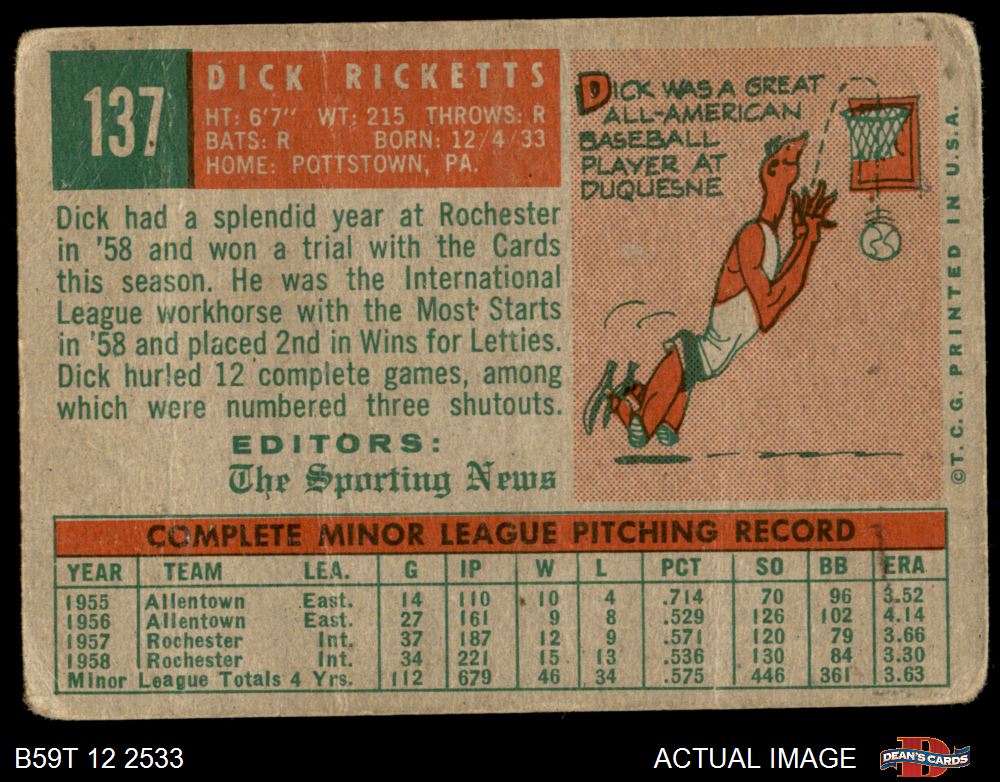 137
DICK RICKETTS
HT: 6'7" WT: 215 THROWS: R
BATS: R BORN: 12/4/33
HOME: POTTSTOWN, PA.
Dick had a splendid year at Rochester
in '58 and won a trial with the Cards
this season. He was the International
League workhorse with the Most Starts
in '58 and placed 2nd in Wins for Letties.
Dick hurled 12 complete games, among
which were numbered three shutouts.
EDITORS:
The Sporting News
DICK WAS A GREAT
ALL-AMERICAN
BASEBALL
PLAYER AT
DUQUESNE
©T.C.G. PRINTED IN U.S.A.
COMPLETE MINOR LEAGUE PITCHING RECORD
YEAR TEAM LEA. G IP W L PCT SO BB ERA
1955 Allentown East. 14 110 10 4 .714 70 96 3.52
1956 Allentown East. 27 161 9 8 .529 126 102 4.14
1957 Rochester Int. 37 187 12 9 .571 120 79 3.66
1958 Rochester Int. 34 221 15 13 .536 130 84 3.30
Minor League Totals 4 Yrs. 112 679 46 34 .575 446 361 3.63
B59T 12 2533
ACTUAL IMAGE
DEAN'S CARDS